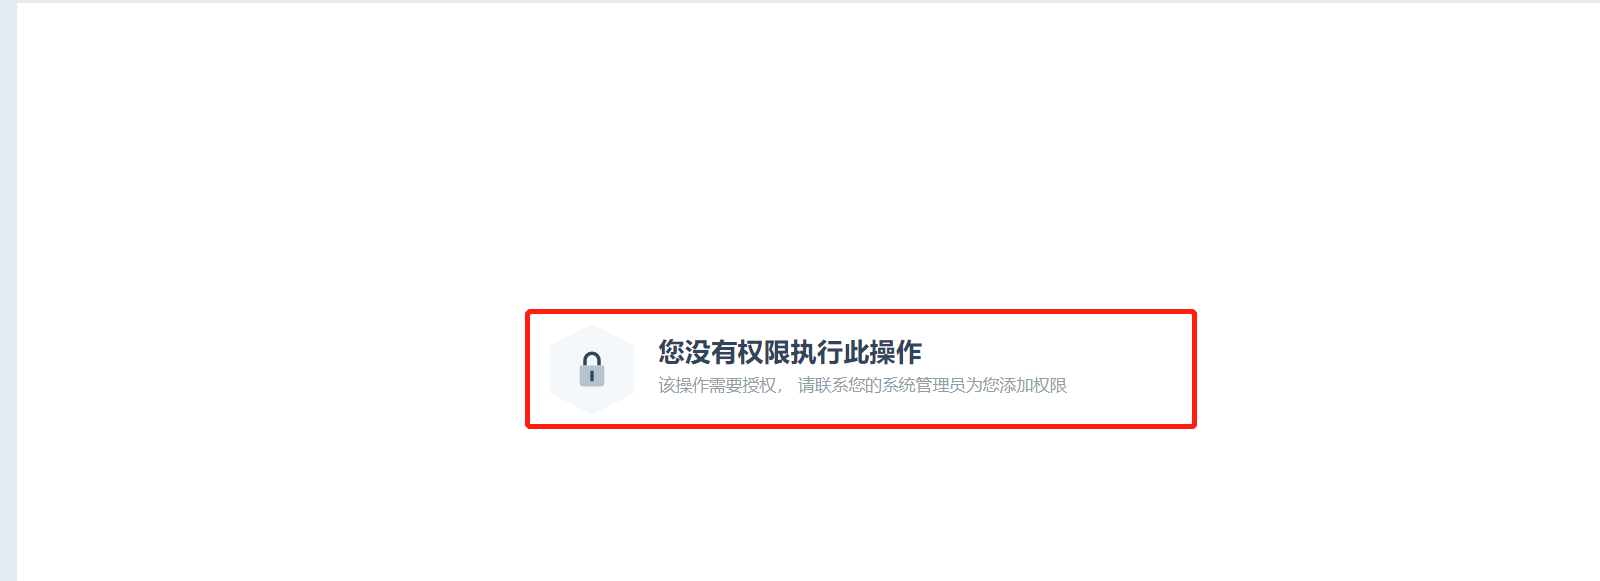 您没有权限执行此操作
该操作需要授权， 请联系您的系统管理员为您添加权限